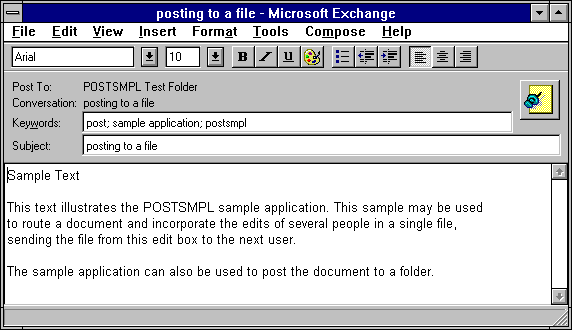 posting to a file - Microsoft Exchange
File Edit View Insert Format Tools Compose Help
Arial 10 B I U
Post To: POSTSMPL Test Folder
Conversation: posting to a file
Keywords: post; sample application; postsmpl
Subject: posting to a file
Sample Text
This text illustrates the POSTSMPL sample application. This sample may be used
to route a document and incorporate the edits of several people in a single file,
sending the file from this edit box to the next user.
The sample application can also be used to post the document to a folder.